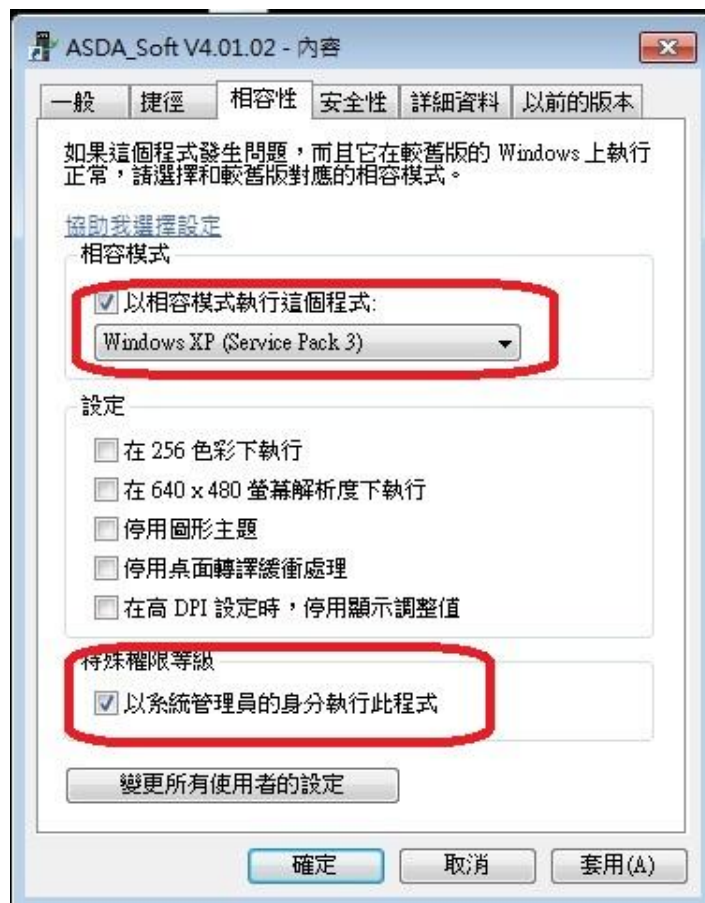 ASDA_Soft V4.01.02 - 內容
一般 捷徑 相容性 安全性 詳細資料 以前的版本
如果這個程式發生問題，而且它在較舊版的 Windows 上執行
正常，請選擇和較舊版對應的相容模式。
協助我選擇設定
相容模式
以相容模式執行這個程式:
Windows XP (Service Pack 3)
設定
在 256 色彩下執行
在 640 x 480 螢幕解析度下執行
停用圖形主題
停用桌面轉譯緩衝處理
在高 DPI 設定時，停用顯示調整值
特殊權限等級
以系統管理員的身分執行此程式
變更所有使用者的設定
確定 取消 套用(A)